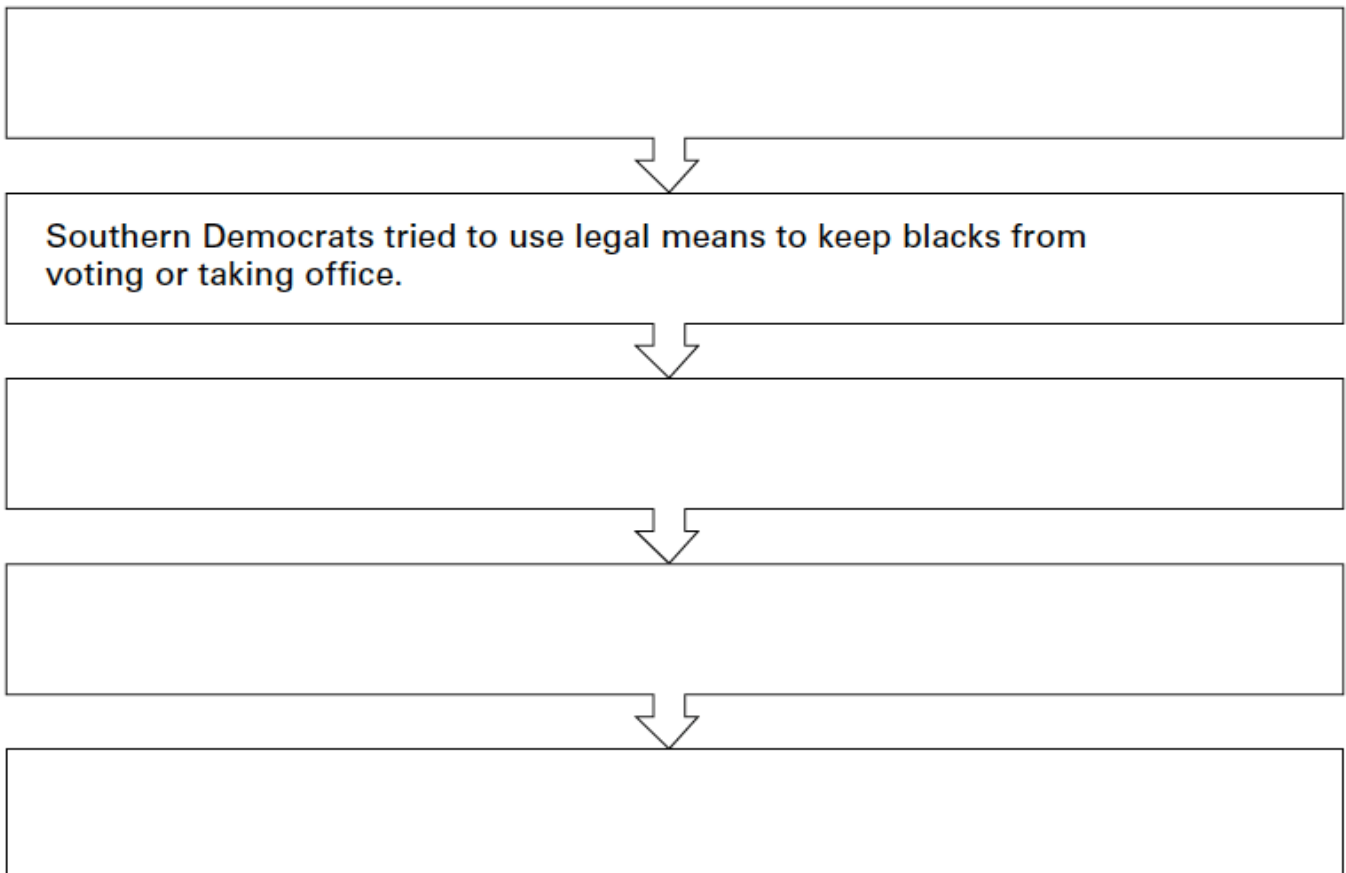 Southern Democrats tried to use legal means to keep blacks from
voting or taking office.